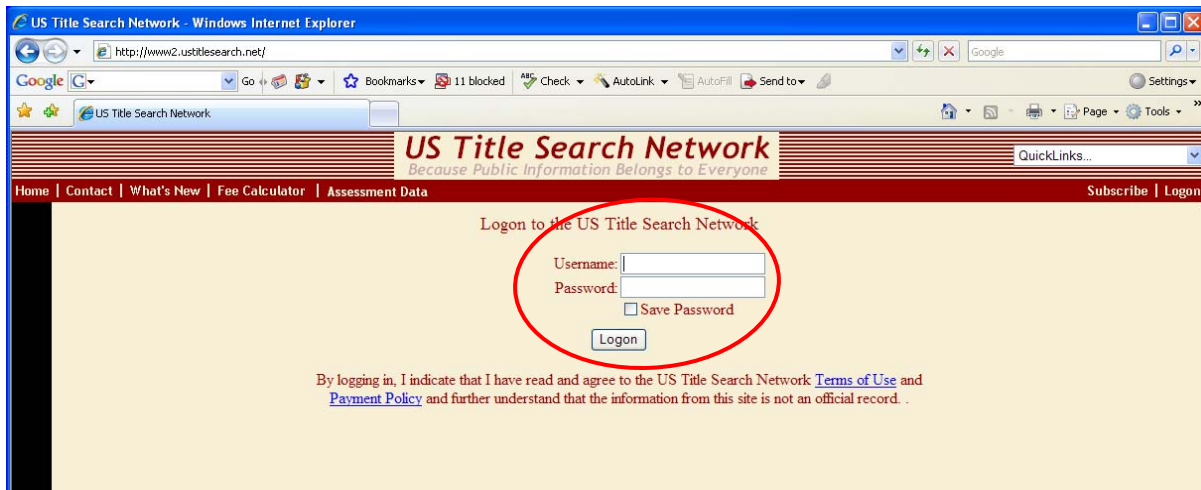 US Title Search Network - Windows Internet Explorer
http://www2.ustitlesearch.net/
Google
Google G Go Bookmarks 11 blocked ABC Check AutoLink AutoFill Send to Settings
US Title Search Network Page Tools »
US Title Search Network
Because Public Information Belongs to Everyone
QuickLinks...
Home | Contact | What's New | Fee Calculator | Assessment Data Subscribe | Logon
Logon to the US Title Search Network
Username:
Password:
Save Password
Logon
By logging in, I indicate that I have read and agree to the US Title Search Network Terms of Use and
Payment Policy and further understand that the information from this site is not an official record. .